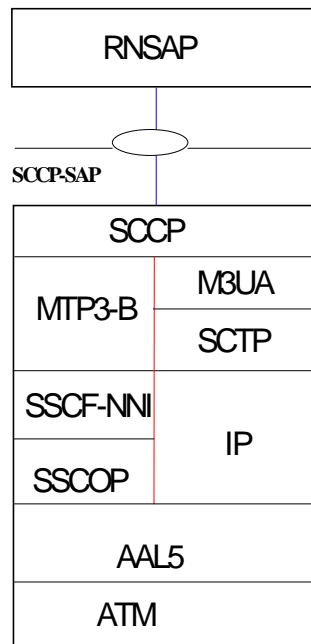 RNSAP
SCCP-SAP
SCCP
MTP3-B
M3UA
SCTP
SSCF-NNI
SSCOP
IP
AAL5
ATM